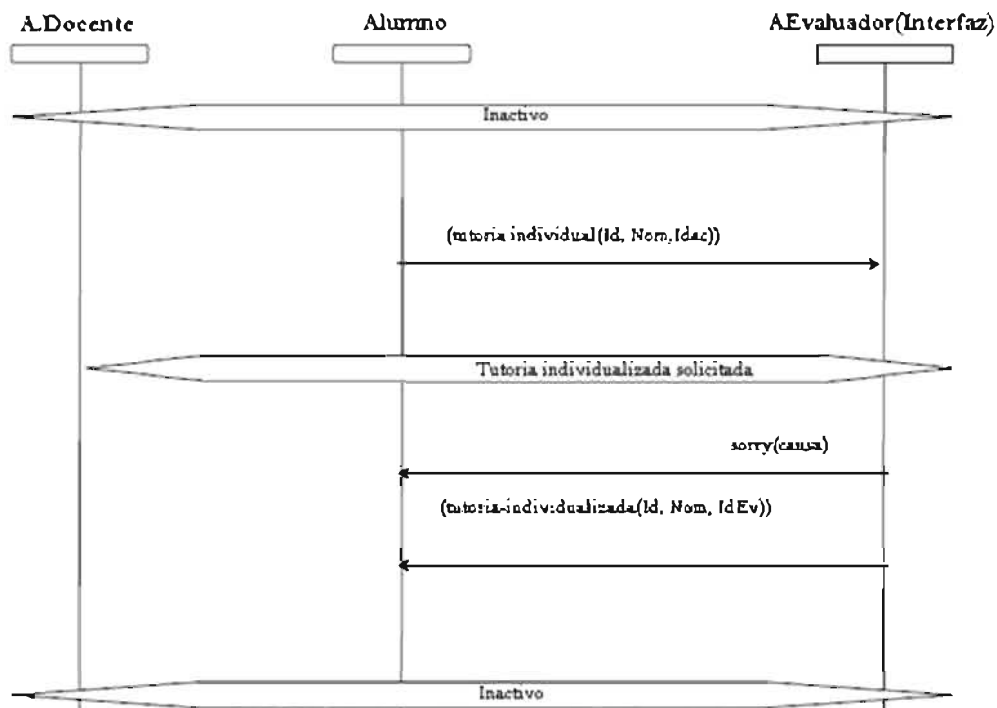 A.Docente
Alumno
A.Evaluador(Interfaz)
Inactivo
(tutoria individual(Id, Nom,Idac))
Tutoria individualizada solicitada
sorry(causa)
(tutoria-individualizada(Id, Nom, IdEv))
Inactivo